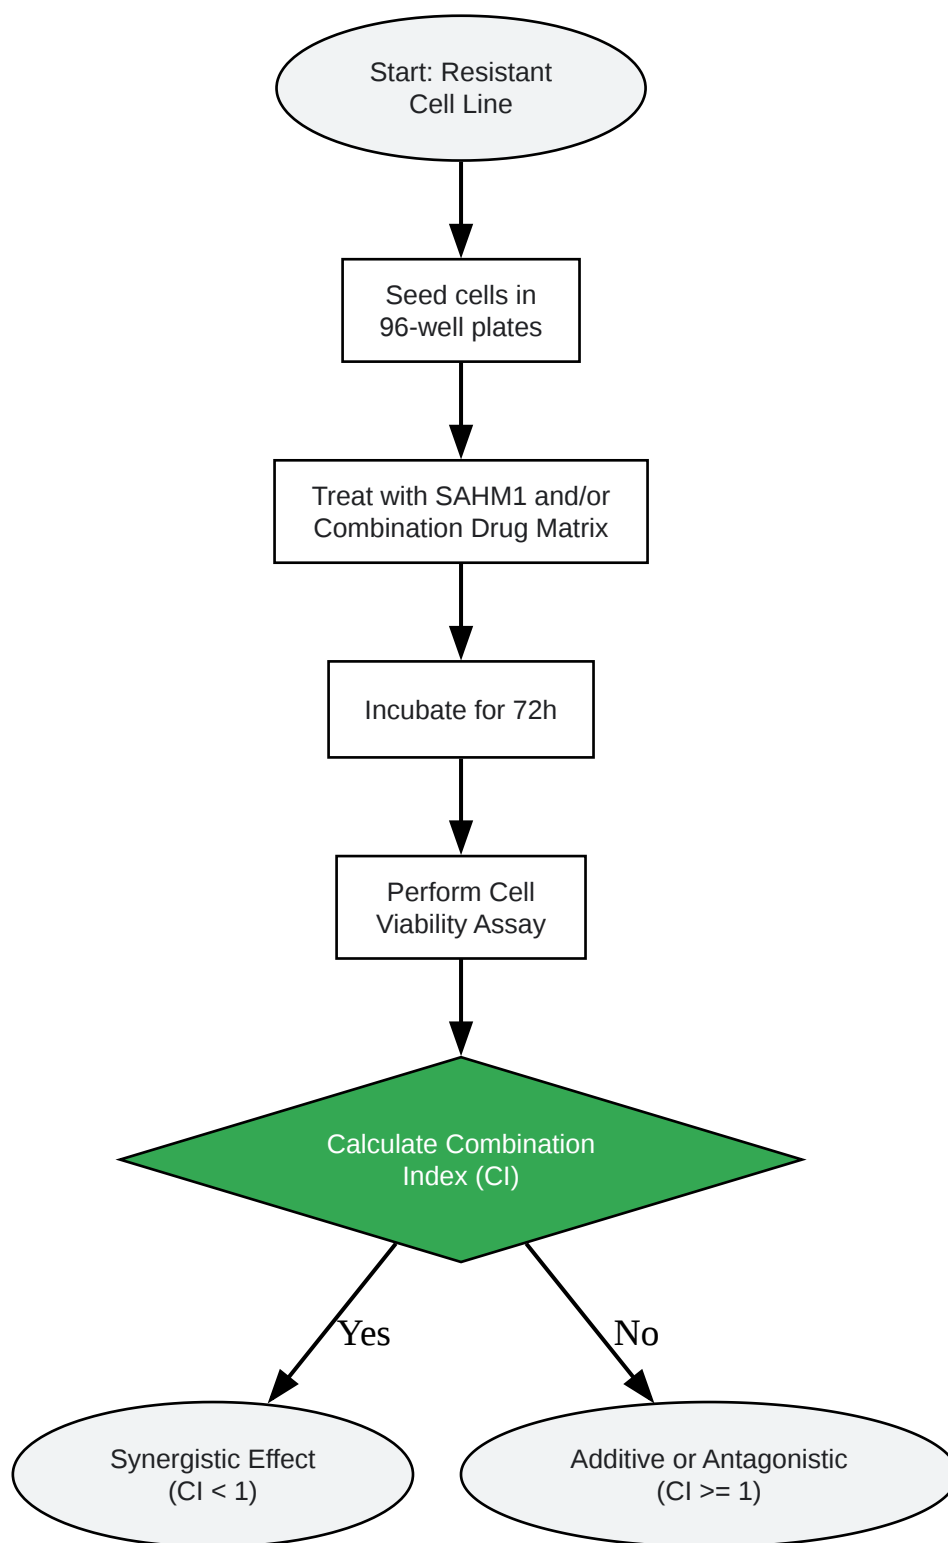 Start: Resistant
Cell Line
Seed cells in
96-well plates
Treat with SAHM1 and/or
Combination Drug Matrix
Incubate for 72h
Perform Cell
Viability Assay
Calculate Combination
Index (CI)
Yes
No
Synergistic Effect
(CI < 1)
Additive or Antagonistic
(CI >= 1)